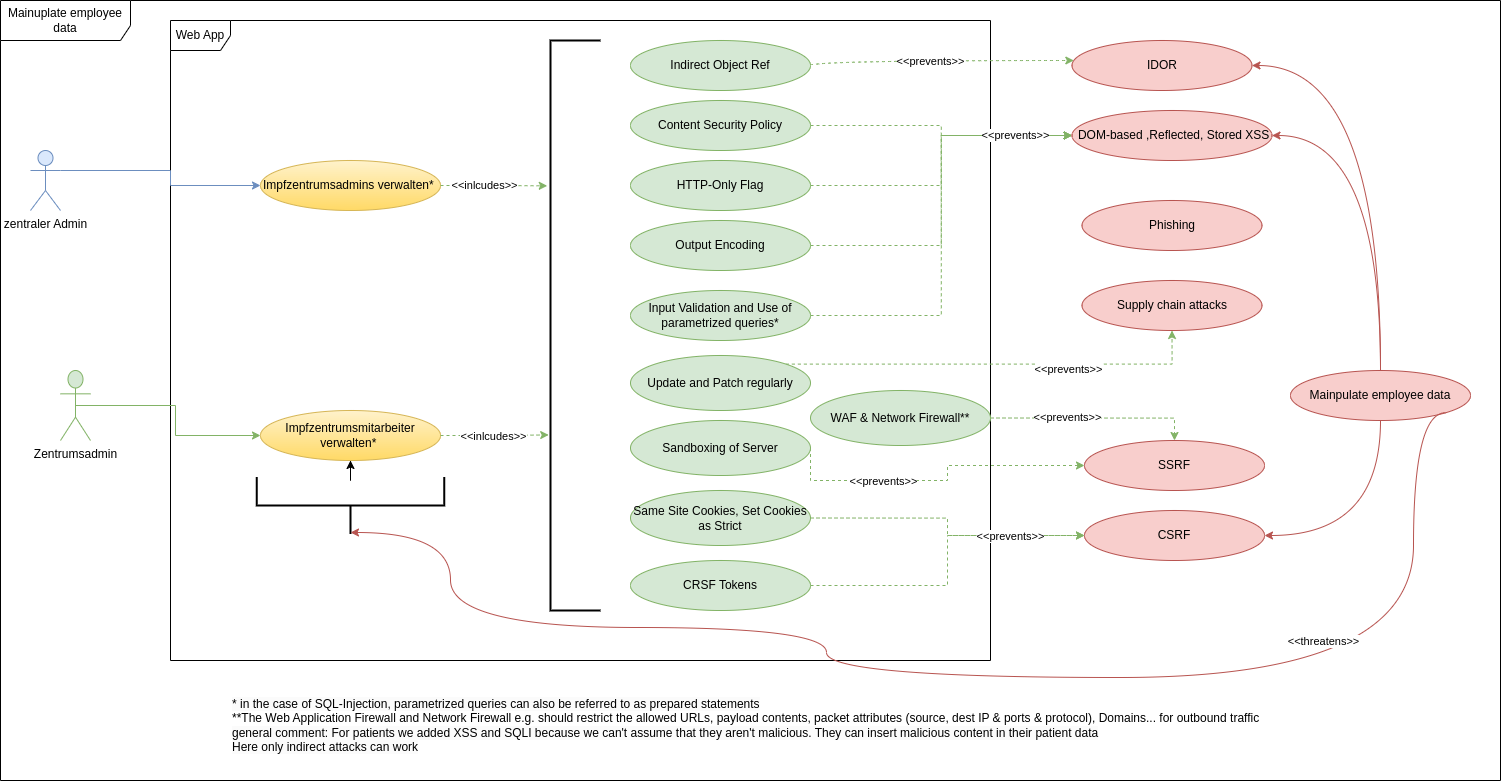 Mainuplate employee
data
Web App
Indirect Object Ref
<<prevents>>
IDOR
Content Security Policy
<<prevents>>
DOM-based ,Reflected, Stored XSS
zentraler Admin
Impfzentrumsadmins verwalten*
<<inlcudes>>
HTTP-Only Flag
Output Encoding
Phishing
Input Validation and Use of
parametrized queries*
Supply chain attacks
Update and Patch regularly
<<prevents>>
Mainpulate employee data
Zentrumsadmin
Impfzentrumsmitarbeiter
verwalten*
<<inlcudes>>
WAF & Network Firewall**
<<prevents>>
Sandboxing of Server
<<prevents>>
SSRF
Same Site Cookies, Set Cookies
as Strict
<<prevents>>
CSRF
CRSF Tokens
<<threatens>>
* in the case of SQL-Injection, parametrized queries can also be referred to as prepared statements
**The Web Application Firewall and Network Firewall e.g. should restrict the allowed URLs, payload contents, packet attributes (source, dest IP & ports & protocol), Domains... for outbound traffic
general comment: For patients we added XSS and SQLI because we can't assume that they aren't malicious. They can insert malicious content in their patient data
Here only indirect attacks can work